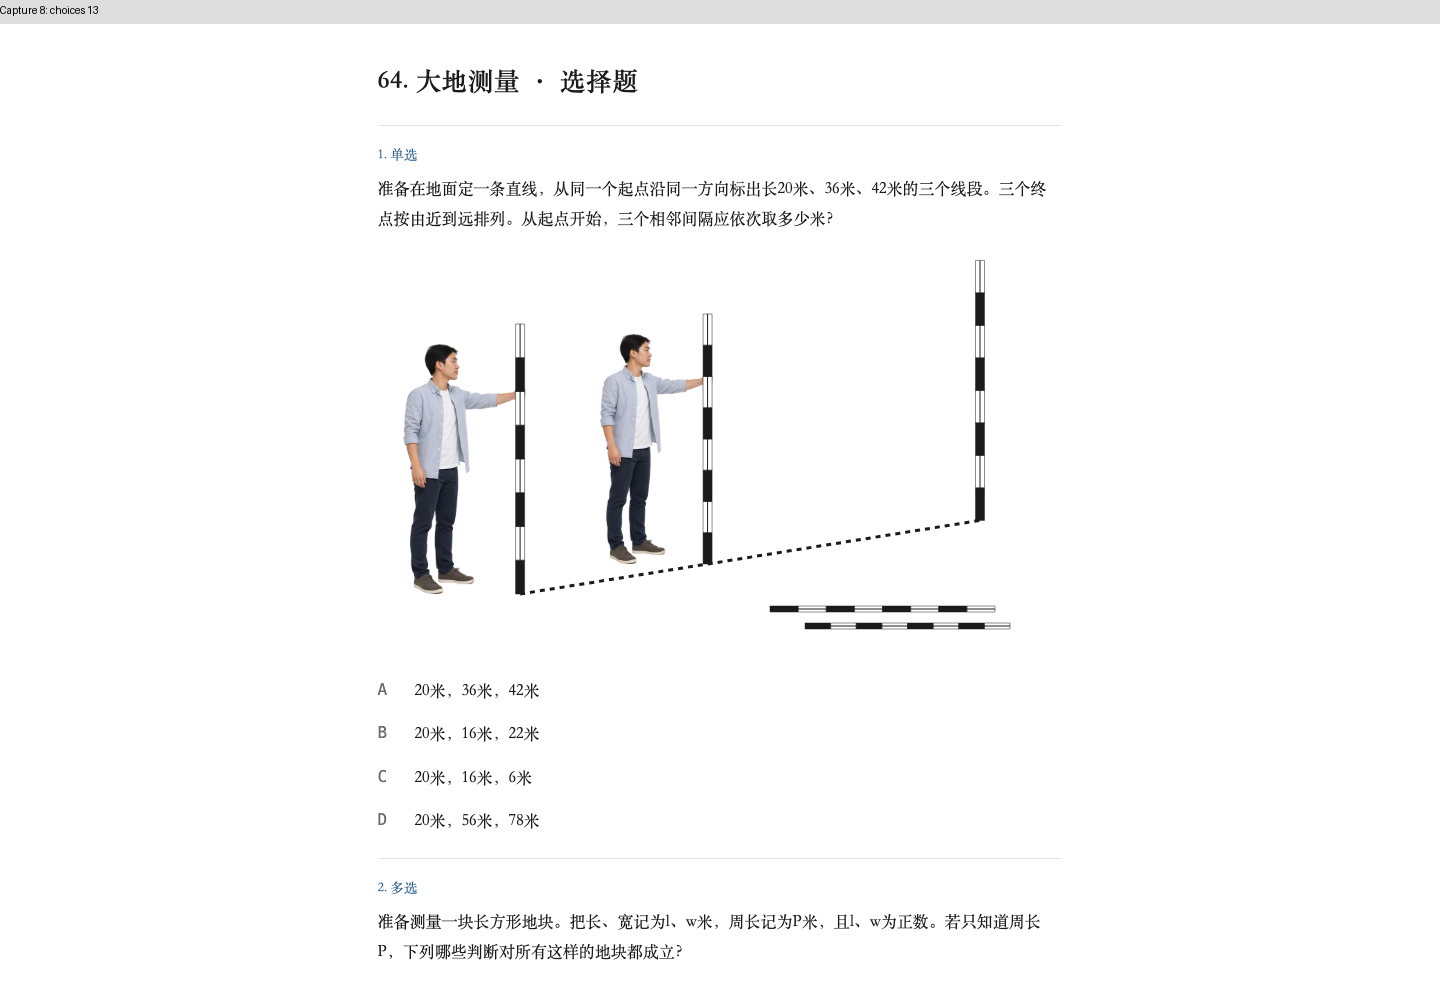 Capture 8: choices 13
64. 大地测量 · 选择题
1. 单选
准备在地面定一条直线，从同一个起点沿同一方向标出长20米、36米、42米的三个线段。三个终
点按由近到远排列。从起点开始，三个相邻间隔应依次取多少米?
A 20米，36米，42米
B 20米，16米，22米
C 20米，16米，6米
D 20米，56米，78米
2. 多选
准备测量一块长方形地块。把长、宽记为l、w米，周长记为P米，且l、w为正数。若只知道周长
P，下列哪些判断对所有这样的地块都成立?